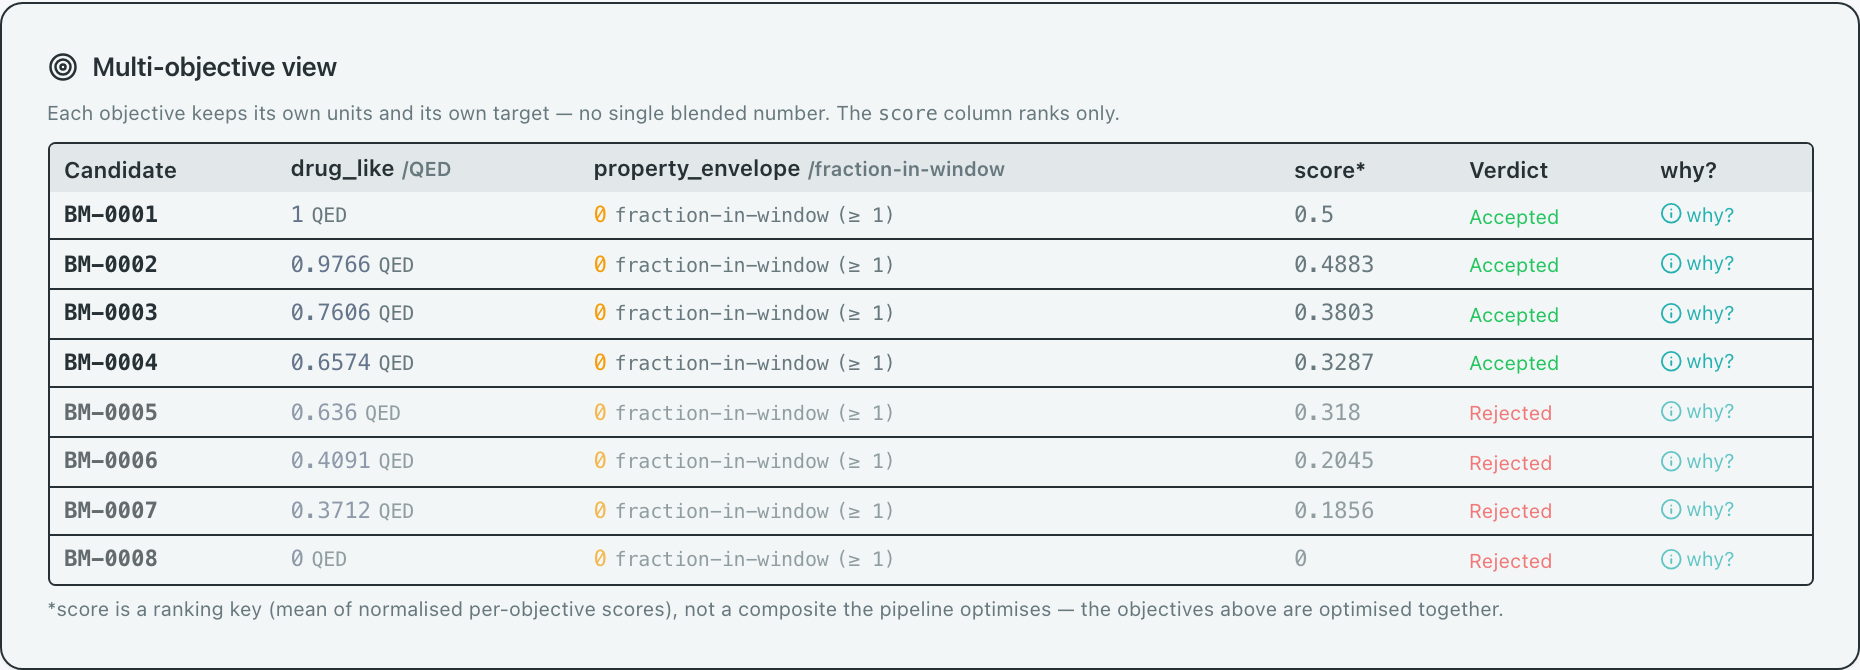 Multi-objective view
Each objective keeps its own units and its own target — no single blended number. The score column ranks only.
Candidate drug_like /QED property_envelope /fraction-in-window score* Verdict why?
BM-0001 1 QED 0 fraction-in-window (≥ 1) 0.5 Accepted why?
BM-0002 0.9766 QED 0 fraction-in-window (≥ 1) 0.4883 Accepted why?
BM-0003 0.7606 QED 0 fraction-in-window (≥ 1) 0.3803 Accepted why?
BM-0004 0.6574 QED 0 fraction-in-window (≥ 1) 0.3287 Accepted why?
BM-0005 0.636 QED 0 fraction-in-window (≥ 1) 0.318 Rejected why?
BM-0006 0.4091 QED 0 fraction-in-window (≥ 1) 0.2045 Rejected why?
BM-0007 0.3712 QED 0 fraction-in-window (≥ 1) 0.1856 Rejected why?
BM-0008 0 QED 0 fraction-in-window (≥ 1) 0 Rejected why?
*score is a ranking key (mean of normalised per-objective scores), not a composite the pipeline optimises — the objectives above are optimised together.